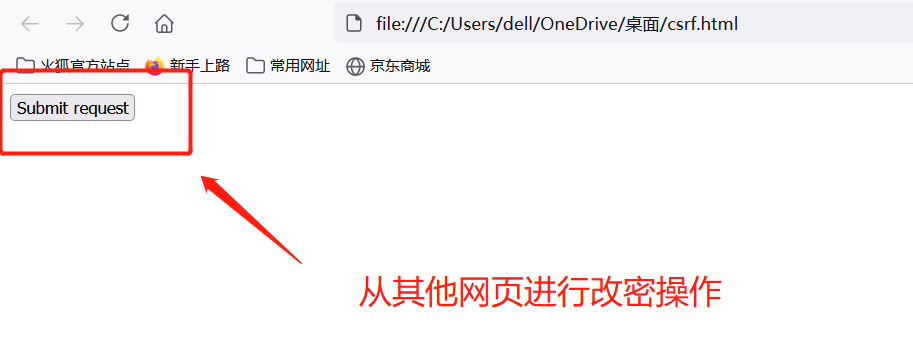 file:///C:/Users/dell/OneDrive/桌面/csrf.html
火狐官方站点 新手上路 常用网址 京东商城
Submit request
从其他网页进行改密操作